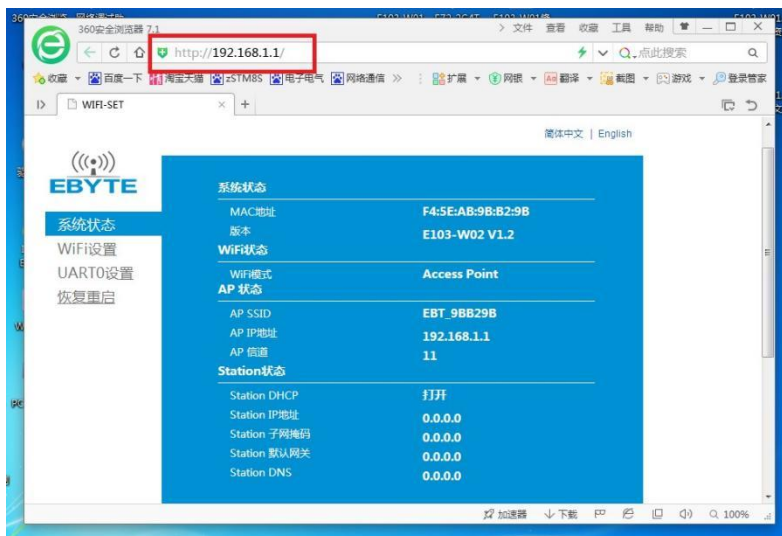 360安全浏览器 7.1
文件 查看 收藏 工具 帮助
http://192.168.1.1/
点此搜索
收藏 百度一下 淘宝天猫 zSTM8S 电子电气 网络通信 扩展 网银 翻译 截图 游戏 登录管家
WIFI-SET
简体中文 | English
EBYTE
系统状态
WiFi设置
UART0设置
恢复重启
系统状态
MAC地址 F4:5E:AB:9B:B2:9B
版本 E103-W02 V1.2
WiFi状态
WiFi模式 Access Point
AP 状态
AP SSID EBT_9BB29B
AP IP地址 192.168.1.1
AP 信道 11
Station状态
Station DHCP 打开
Station IP地址 0.0.0.0
Station 子网掩码 0.0.0.0
Station 默认网关 0.0.0.0
Station DNS 0.0.0.0
加速器 下载 100%